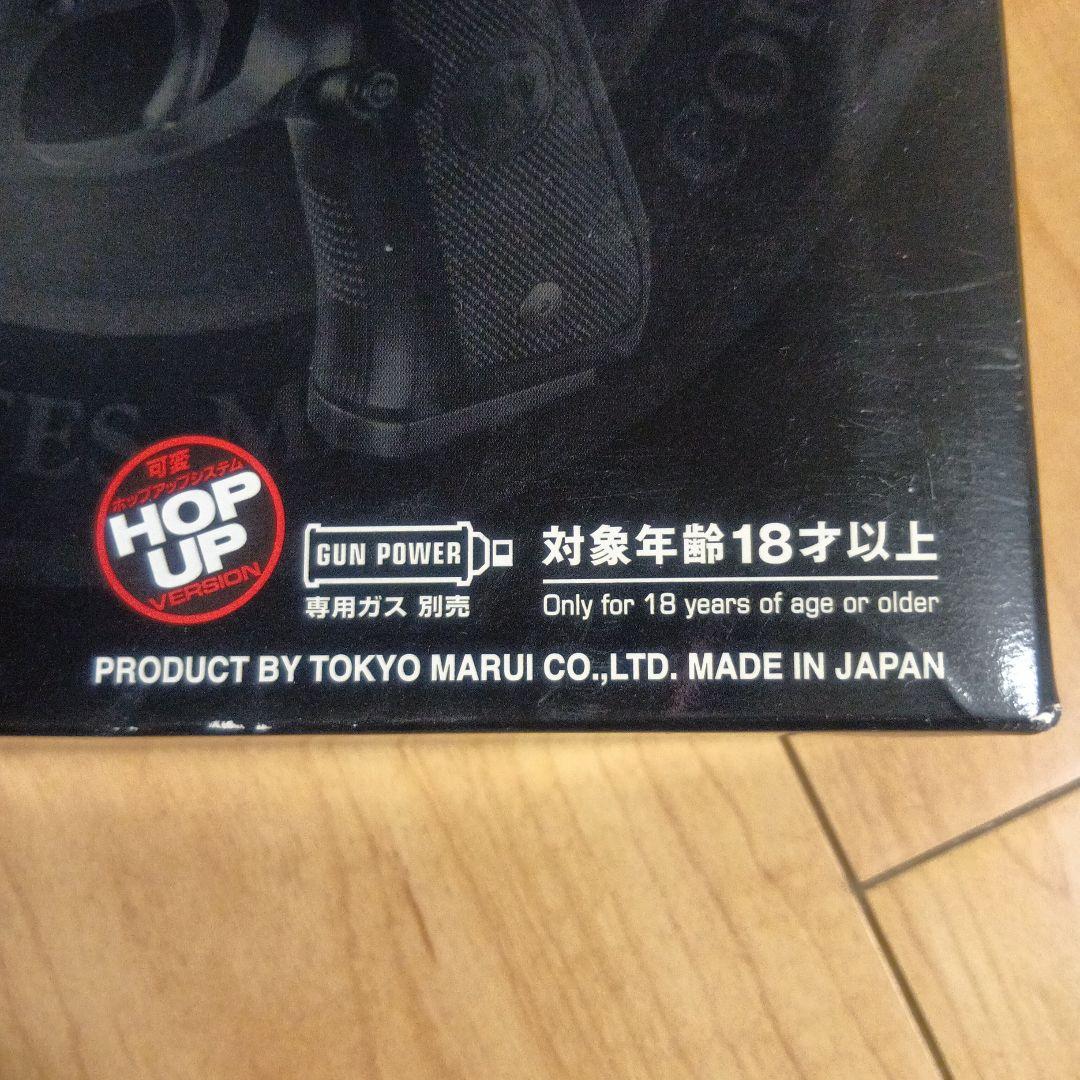 可変
ホップアップシステム
HOP
UP
VERSION
GUN POWER
専用ガス 別売
対象年齢18才以上
Only for 18 years of age or older
PRODUCT BY TOKYO MARUI CO.,LTD. MADE IN JAPAN